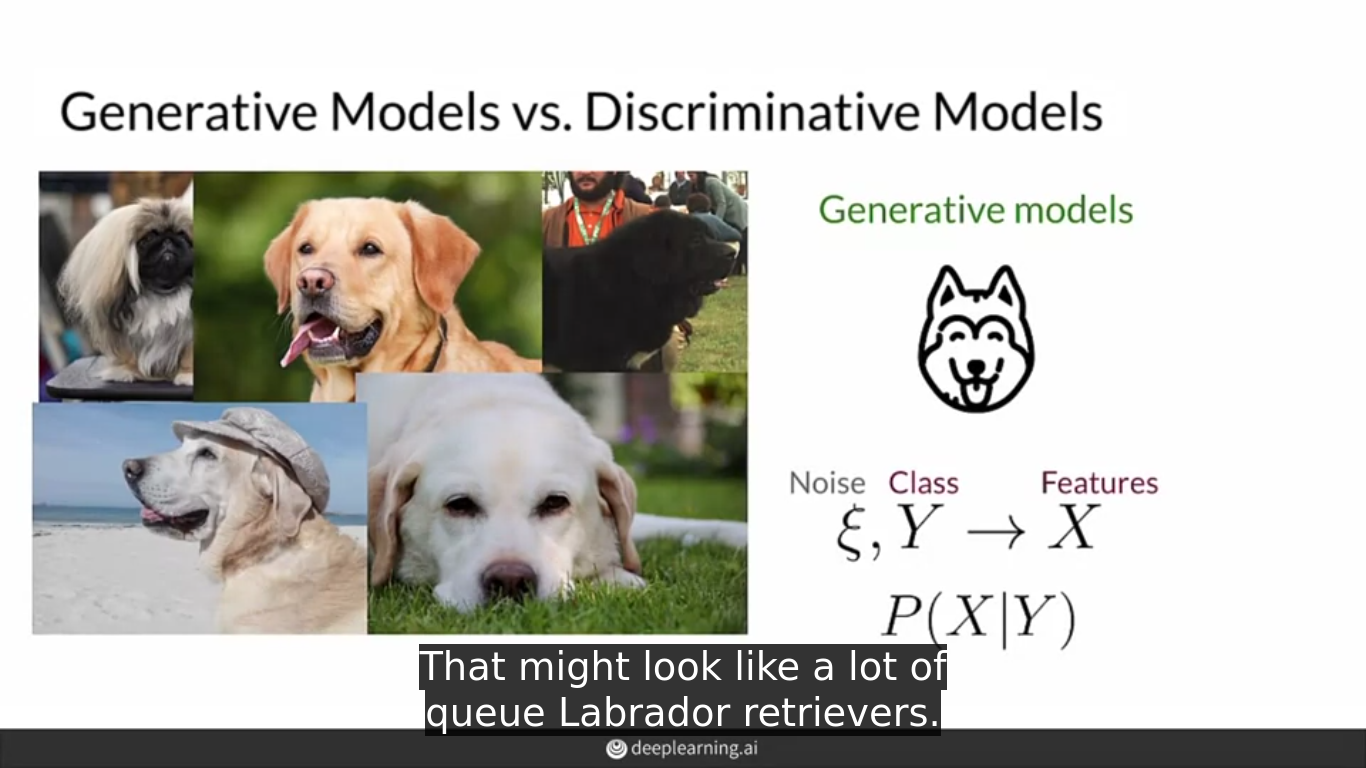 Generative Models vs. Discriminative Models
Generative models
Noise Class Features
ξ, Y → X
P(X|Y)
That might look like a lot of
queue Labrador retrievers.
deeplearning.ai